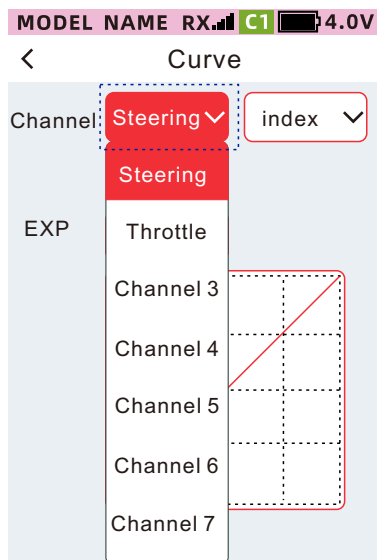 MODEL NAME RX C1 4.0V
Curve
Channel Steering index
Steering
EXP Throttle
Channel 3
Channel 4
Channel 5
Channel 6
Channel 7